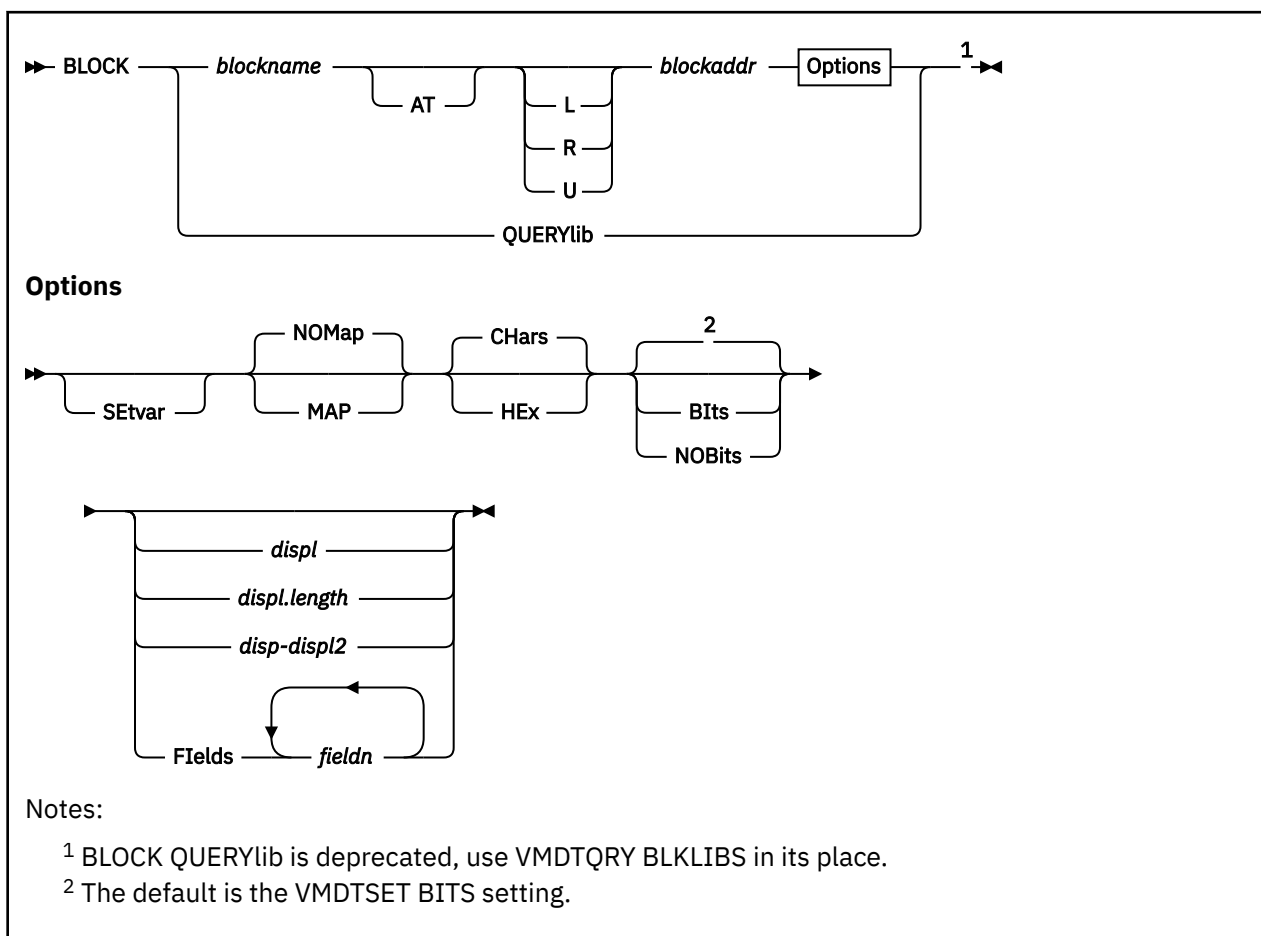 BLOCK blockname AT L R U blockaddr Options 1
QUERYlib
Options
SEtvar NOMap MAP CHars HEx 2 BIts NOBits
displ
displ.length
disp-displ2
FIelds fieldn
Notes:
1 BLOCK QUERYlib is deprecated, use VMDTQRY BLKLIBS in its place.
2 The default is the VMDTSET BITS setting.